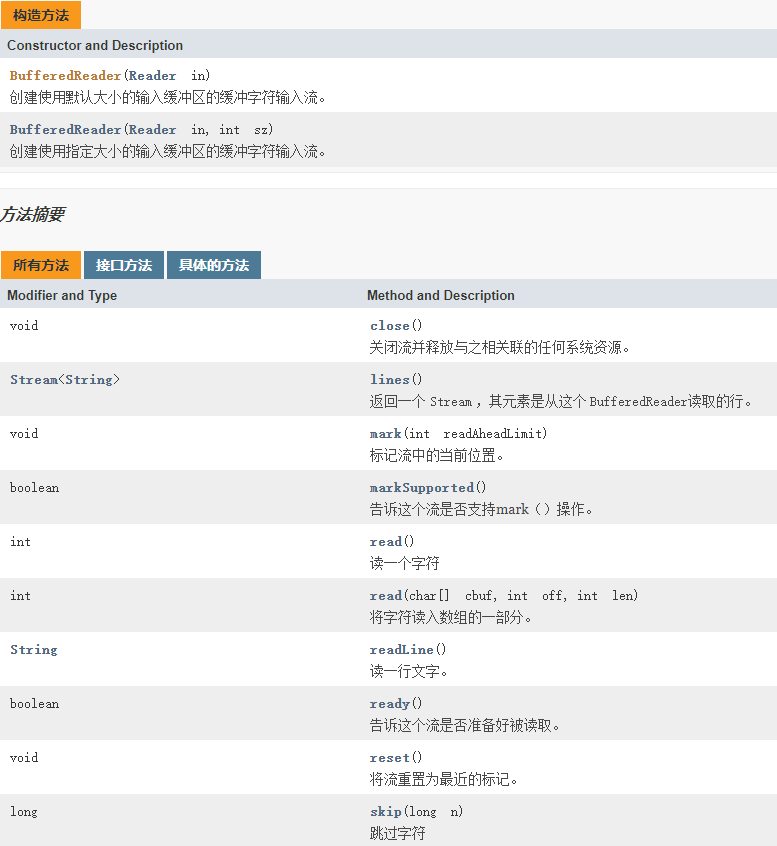 构造方法
Constructor and Description
BufferedReader(Reader in)
创建使用默认大小的输入缓冲区的缓冲字符输入流。
BufferedReader(Reader in, int sz)
创建使用指定大小的输入缓冲区的缓冲字符输入流。
方法摘要
所有方法 接口方法 具体的方法
Modifier and Type Method and Description
void close()
关闭流并释放与之相关联的任何系统资源。
Stream<String> lines()
返回一个 Stream ，其元素是从这个 BufferedReader读取的行。
void mark(int readAheadLimit)
标记流中的当前位置。
boolean markSupported()
告诉这个流是否支持mark（）操作。
int read()
读一个字符
int read(char[] cbuf, int off, int len)
将字符读入数组的一部分。
String readLine()
读一行文字。
boolean ready()
告诉这个流是否准备好被读取。
void reset()
将流重置为最近的标记。
long skip(long n)
跳过字符